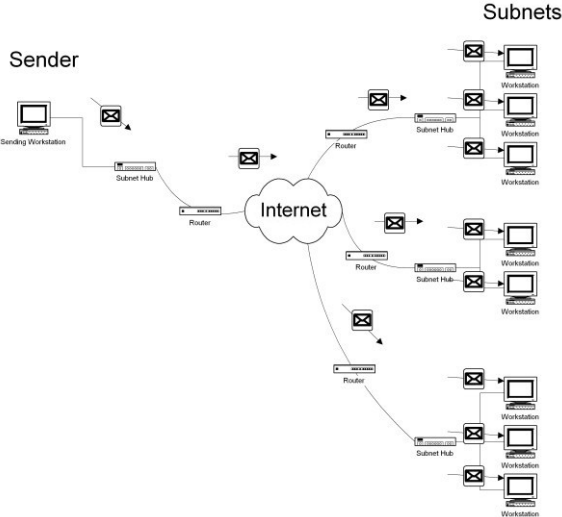 Subnets
Sender
Workstation
Sending Workstation
Subnet Hub
Router
Internet
Router
Subnet Hub
Workstation
Workstation
Router
Subnet Hub
Workstation
Workstation
Router
Subnet Hub
Workstation
Workstation
Workstation